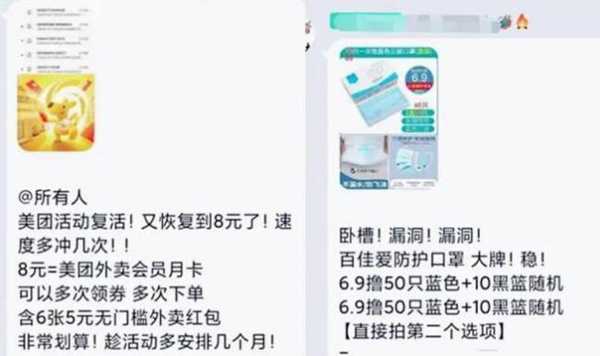 @所有人
美团活动复活！又恢复到8元了！速
度多冲几次！！
8元=美团外卖会员月卡
可以多次领券 多次下单
含6张5元无门槛外卖红包
非常划算！趁活动多安排几个月！
6.9
卧槽！漏洞！漏洞！
百佳爱防护口罩 大牌！稳！
6.9撸50只蓝色+10黑篮随机
6.9撸50只蓝色+10黑篮随机
【直接拍第二个选项】